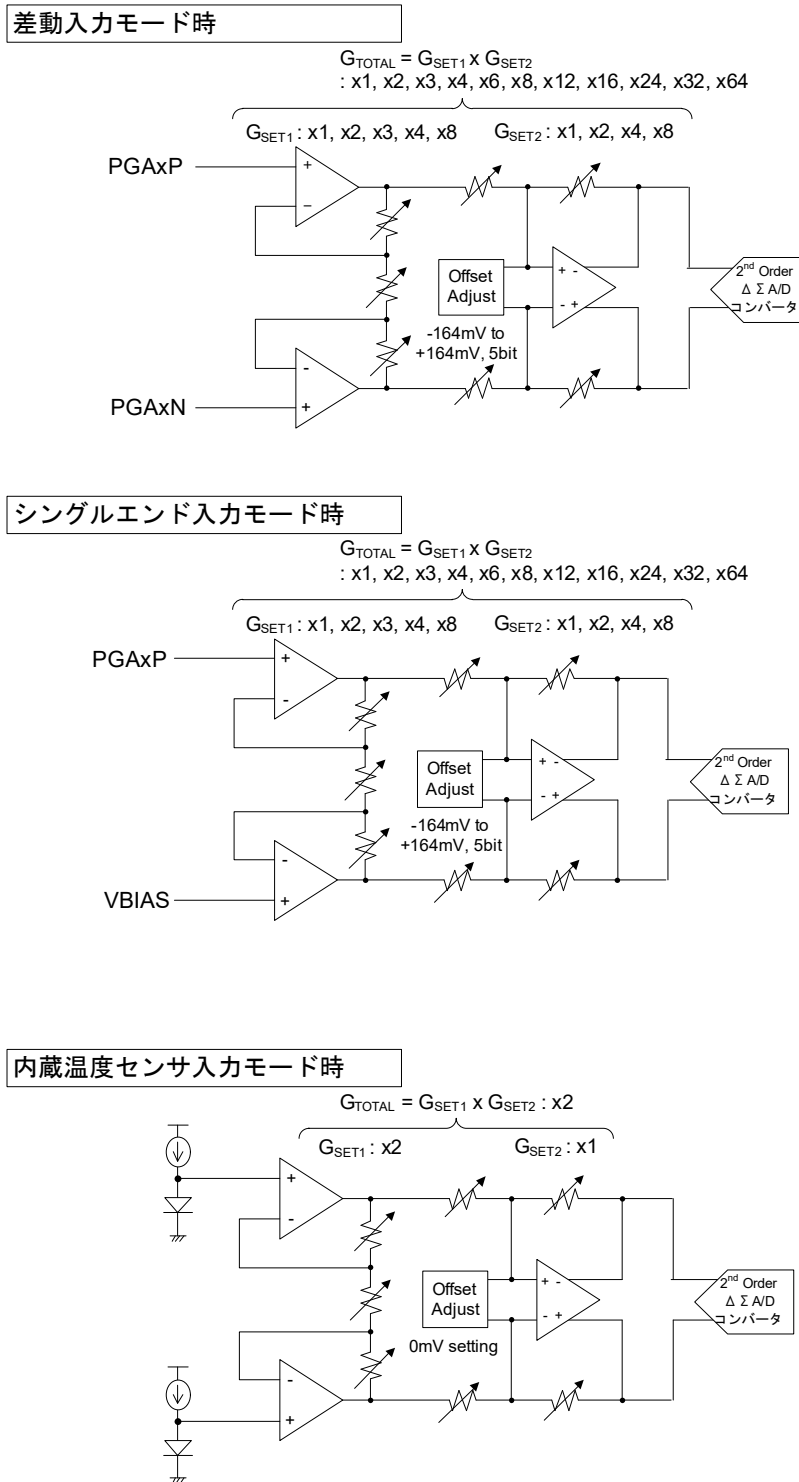 差動入力モード時
GTOTAL = GSET1 x GSET2
: x1, x2, x3, x4, x6, x8, x12, x16, x24, x32, x64
GSET1 : x1, x2, x3, x4, x8
GSET2 : x1, x2, x4, x8
PGAxP
+
-
Offset
Adjust
+ -
- +
2nd Order
Δ Σ A/D
コンバータ
-164mV to
+164mV, 5bit
-
+
PGAxN
シングルエンド入力モード時
GTOTAL = GSET1 x GSET2
: x1, x2, x3, x4, x6, x8, x12, x16, x24, x32, x64
GSET1 : x1, x2, x3, x4, x8
GSET2 : x1, x2, x4, x8
PGAxP
+
-
Offset
Adjust
+ -
- +
2nd Order
Δ Σ A/D
コンバータ
-164mV to
+164mV, 5bit
-
+
VBIAS
内蔵温度センサ入力モード時
GTOTAL = GSET1 x GSET2 : x2
GSET1 : x2
GSET2 : x1
+
-
Offset
Adjust
+ -
- +
2nd Order
Δ Σ A/D
コンバータ
0mV setting
-
+